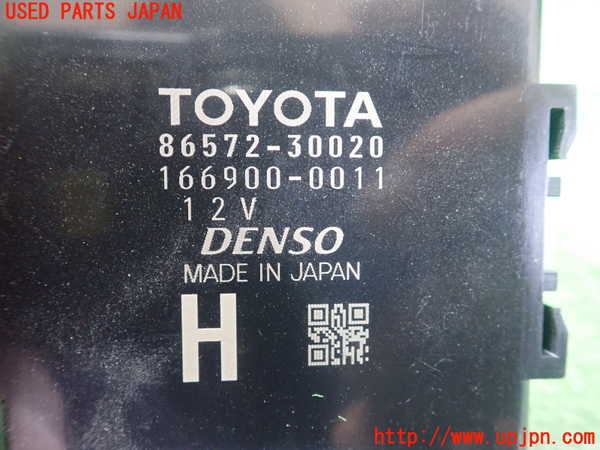 USED PARTS JAPAN
TOYOTA
86572-30020
166900-0011
12V
DENSO
MADE IN JAPAN
H
http://www.upjpn.com/